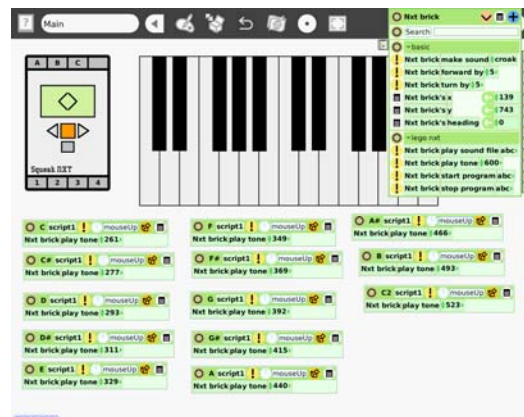 ?
Main
Nxt brick
Search
basic
Nxt brick make sound croak
Nxt brick forward by 5
Nxt brick turn by 5
Nxt brick's x 139
Nxt brick's y 743
Nxt brick's heading 0
lego nxt
Nxt brick play sound file abc
Nxt brick play tone 600
Nxt brick start program abc
Nxt brick stop program abc
A B C
Squeak NXT
1 2 3 4
C script1 ! mouseUp
Nxt brick play tone 261
C# script1 ! mouseUp
Nxt brick play tone 277
D script1 ! mouseUp
Nxt brick play tone 293
D# script1 ! mouseUp
Nxt brick play tone 311
E script1 ! mouseUp
Nxt brick play tone 329
F script1 ! mouseUp
Nxt brick play tone 349
F# script1 ! mouseUp
Nxt brick play tone 369
G script1 ! mouseUp
Nxt brick play tone 392
G# script1 ! mouseUp
Nxt brick play tone 415
A script1 ! mouseUp
Nxt brick play tone 440
A# script1 ! mouseUp
Nxt brick play tone 466
B script1 ! mouseUp
Nxt brick play tone 493
C2 script1 ! mouseUp
Nxt brick play tone 523